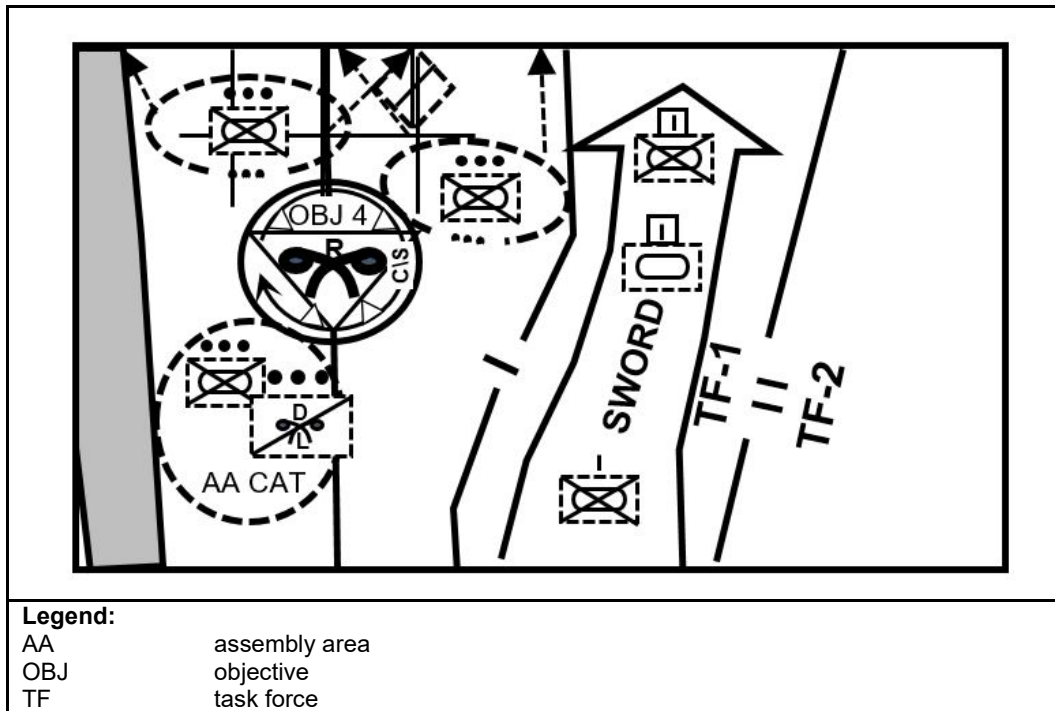 OBJ 4
R
C\S
SWORD
TF-1
I I
TF-2
I
I
I
I
D
L
AA CAT
Legend:
AA assembly area
OBJ objective
TF task force